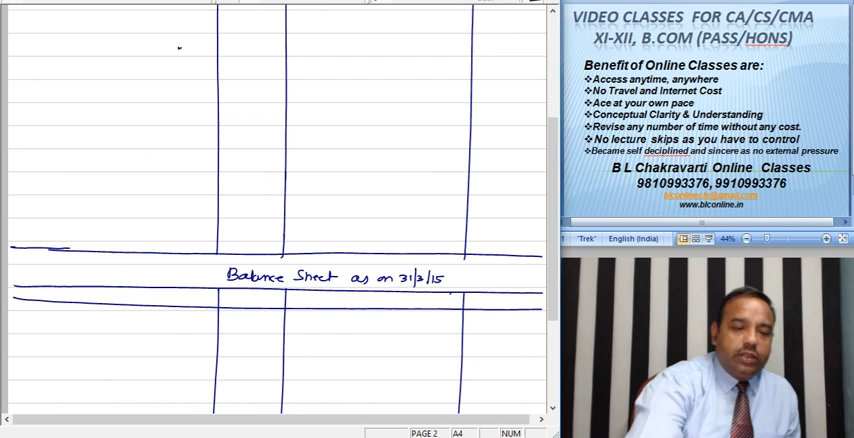 Balance Sheet as on 31/3/15
PAGE 2
A4
NUM
VIDEO CLASSES FOR CA/CS/CMA
XI-XII, B.COM (PASS/HONS)
Benefit of Online Classes are:
❖Access anytime, anywhere
❖No Travel and Internet Cost
❖Ace at your own pace
❖Conceptual Clarity & Understanding
❖Revise any number of time without any cost.
❖No lecture skips as you have to control
❖Became self deciplined and sincere as no external pressure
B L Chakravarti Online Classes
9810993376, 9910993376
www.blconline.in
1 "Trek" English (India) 44%